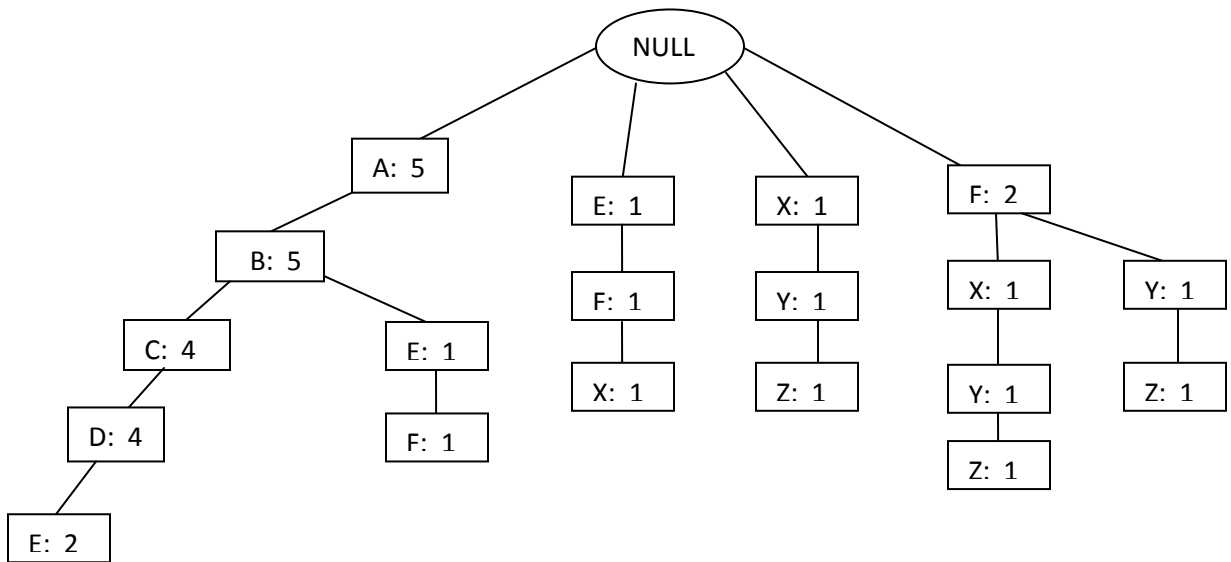 NULL
A: 5
E: 1
X: 1
F: 2
B: 5
F: 1
Y: 1
X: 1
Y: 1
C: 4
E: 1
X: 1
Z: 1
Y: 1
Z: 1
D: 4
F: 1
Z: 1
E: 2